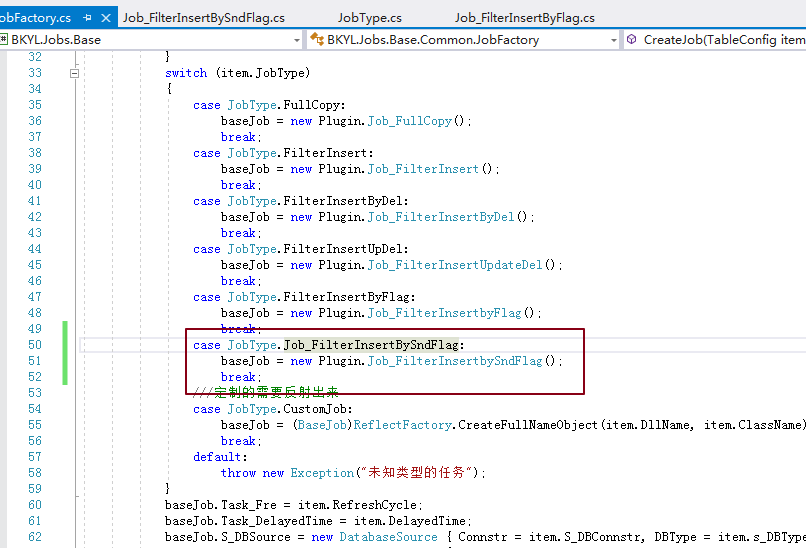 obFactory.cs Job_FilterInsertBySndFlag.cs JobType.cs Job_FilterInsertByFlag.cs
BKYL.Jobs.Base BKYL.Jobs.Base.Common.JobFactory CreateJob(TableConfig item
32 }
33 switch (item.JobType)
34 {
35 case JobType.FullCopy:
36 baseJob = new Plugin.Job_FullCopy();
37 break;
38 case JobType.FilterInsert:
39 baseJob = new Plugin.Job_FilterInsert();
40 break;
41 case JobType.FilterInsertByDel:
42 baseJob = new Plugin.Job_FilterInsertByDel();
43 break;
44 case JobType.FilterInsertUpDel:
45 baseJob = new Plugin.Job_FilterInsertUpdateDel();
46 break;
47 case JobType.FilterInsertByFlag:
48 baseJob = new Plugin.Job_FilterInsertbyFlag();
49 break;
50 case JobType.Job_FilterInsertBySndFlag:
51 baseJob = new Plugin.Job_FilterInsertbySndFlag();
52 break;
53 ///定制的需要反射出来
54 case JobType.CustomJob:
55 baseJob = (BaseJob)ReflectFactory.CreateFullNameObject(item.DllName, item.ClassName)
56 break;
57 default:
58 throw new Exception("未知类型的任务");
59 }
60 baseJob.Task_Fre = item.RefreshCycle;
61 baseJob.Task_DelayedTime = item.DelayedTime;
62 baseJob.S_DBSource = new DatabaseSource { Connstr = item.S_DBConnstr, DBType = item.s_DBType